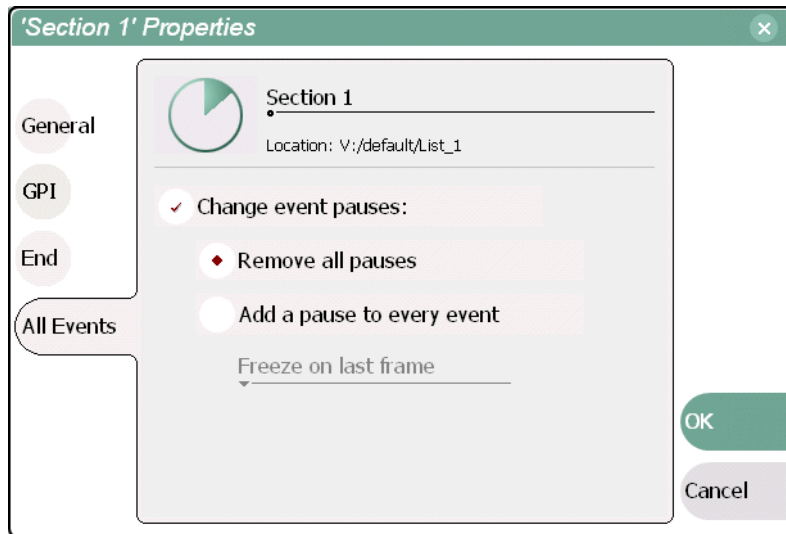 'Section 1' Properties
General
GPI
End
All Events
Section 1
Location: V:/default/List_1
Change event pauses:
Remove all pauses
Add a pause to every event
Freeze on last frame
OK
Cancel